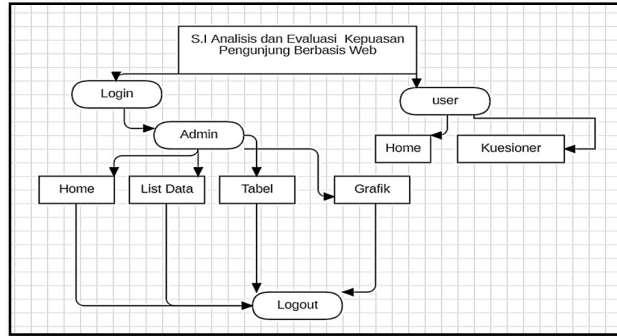 S.I Analisis dan Evaluasi Kepuasan
Pengunjung Berbasis Web
Login
user
Admin
Home
Kuesioner
Home
List Data
Tabel
Grafik
Logout